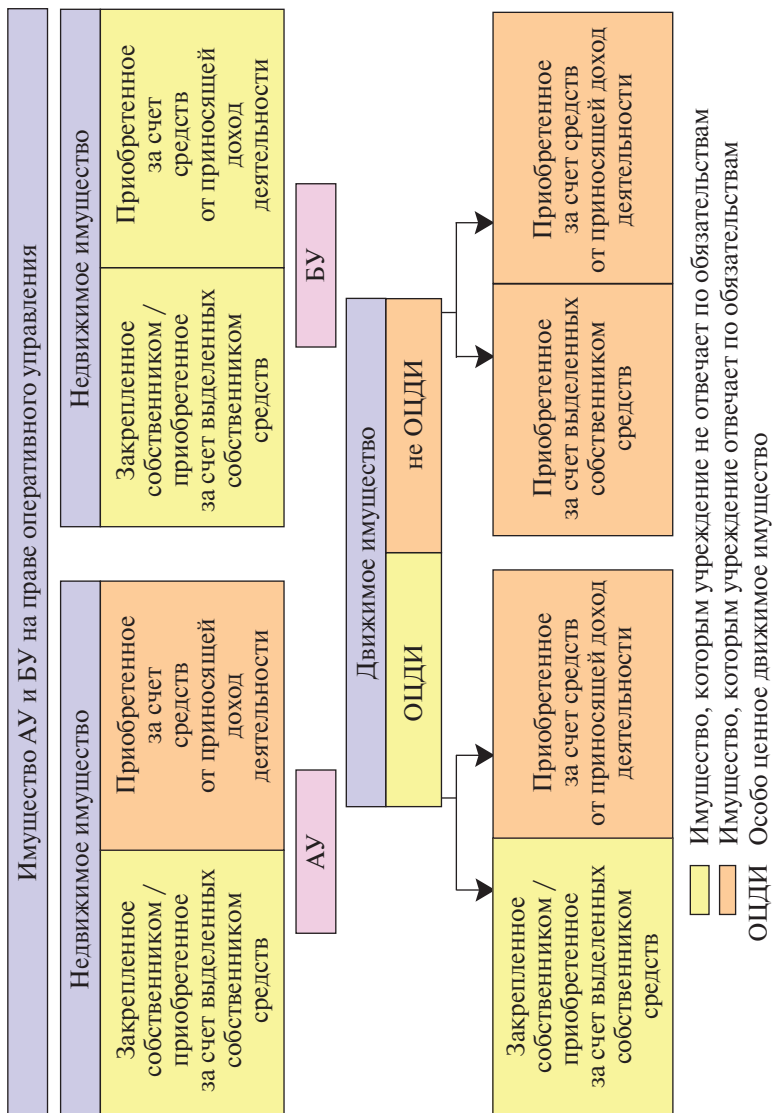 Имущество АУ и БУ на праве оперативного управления
Недвижимое имущество
Закрепленное
собственником /
приобретенное
за счет выделенных
собственником
средств
Приобретенное
за счет
средств
от приносящей
доход
деятельности
АУ
Недвижимое имущество
Закрепленное
собственником /
приобретенное
за счет выделенных
собственником
средств
Приобретенное
за счет
средств
от приносящей
доход
деятельности
БУ
Движимое имущество
ОЦДИ
не ОЦДИ
Закрепленное
собственником /
приобретенное
за счет выделенных
собственником
средств
Приобретенное
за счет средств
от приносящей доход
деятельности
Приобретенное
за счет выделенных
собственником
средств
Приобретенное
за счет средств
от приносящей доход
деятельности
Имущество, которым учреждение не отвечает по обязательствам
Имущество, которым учреждение отвечает по обязательствам
ОЦДИ Особо ценное движимое имущество